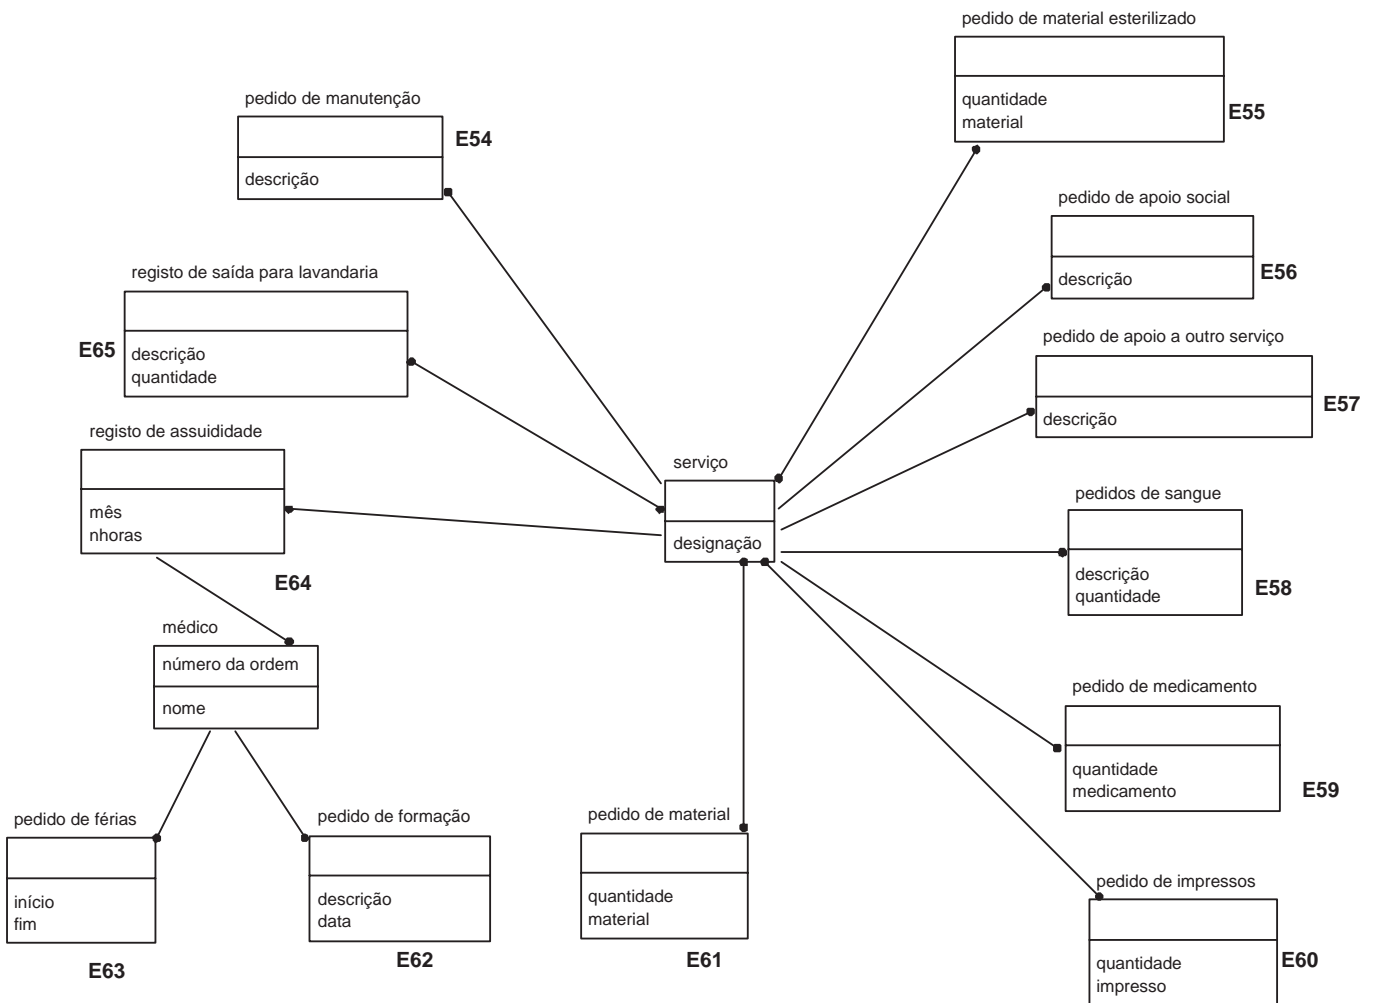 pedido de material esterilizado
quantidade
material
E55
pedido de manutenção
E54
descrição
pedido de apoio social
descrição
E56
registo de saída para lavandaria
E65
descrição
quantidade
pedido de apoio a outro serviço
descrição
E57
registo de assuididade
mês
nhoras
E64
serviço
designação
pedidos de sangue
descrição
quantidade
E58
médico
número da ordem
nome
pedido de medicamento
quantidade
medicamento
E59
pedido de férias
início
fim
E63
pedido de formação
descrição
data
E62
pedido de material
quantidade
material
E61
pedido de impressos
quantidade
impresso
E60